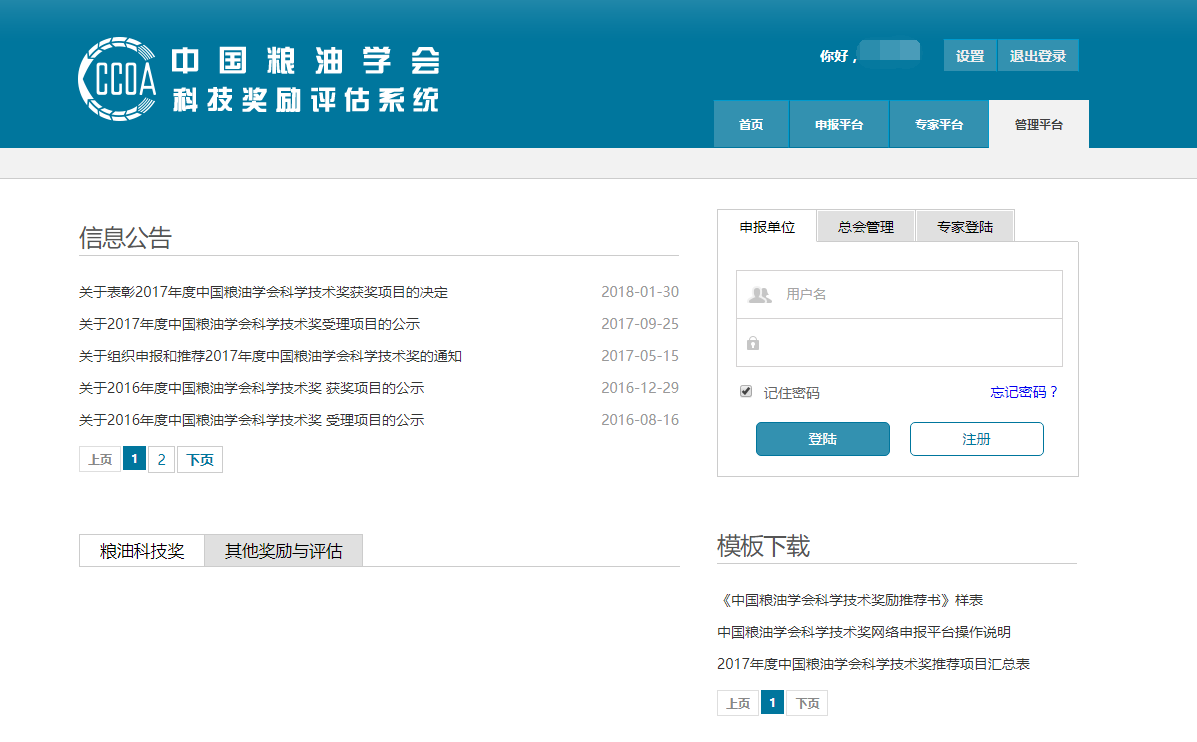 CCOA
中国粮油学会
科技奖励评估系统
你好，
设置
退出登录
首页
申报平台
专家平台
管理平台
信息公告
关于表彰2017年度中国粮油学会科学技术奖获奖项目的决定 2018-01-30
关于2017年度中国粮油学会科学技术奖受理项目的公示 2017-09-25
关于组织申报和推荐2017年度中国粮油学会科学技术奖的通知 2017-05-15
关于2016年度中国粮油学会科学技术奖 获奖项目的公示 2016-12-29
关于2016年度中国粮油学会科学技术奖 受理项目的公示 2016-08-16
上页 1 2 下页
申报单位 总会管理 专家登陆
用户名
记住密码 忘记密码？
登陆 注册
粮油科技奖 其他奖励与评估
模板下载
《中国粮油学会科学技术奖励推荐书》样表
中国粮油学会科学技术奖网络申报平台操作说明
2017年度中国粮油学会科学技术奖推荐项目汇总表
上页 1 下页